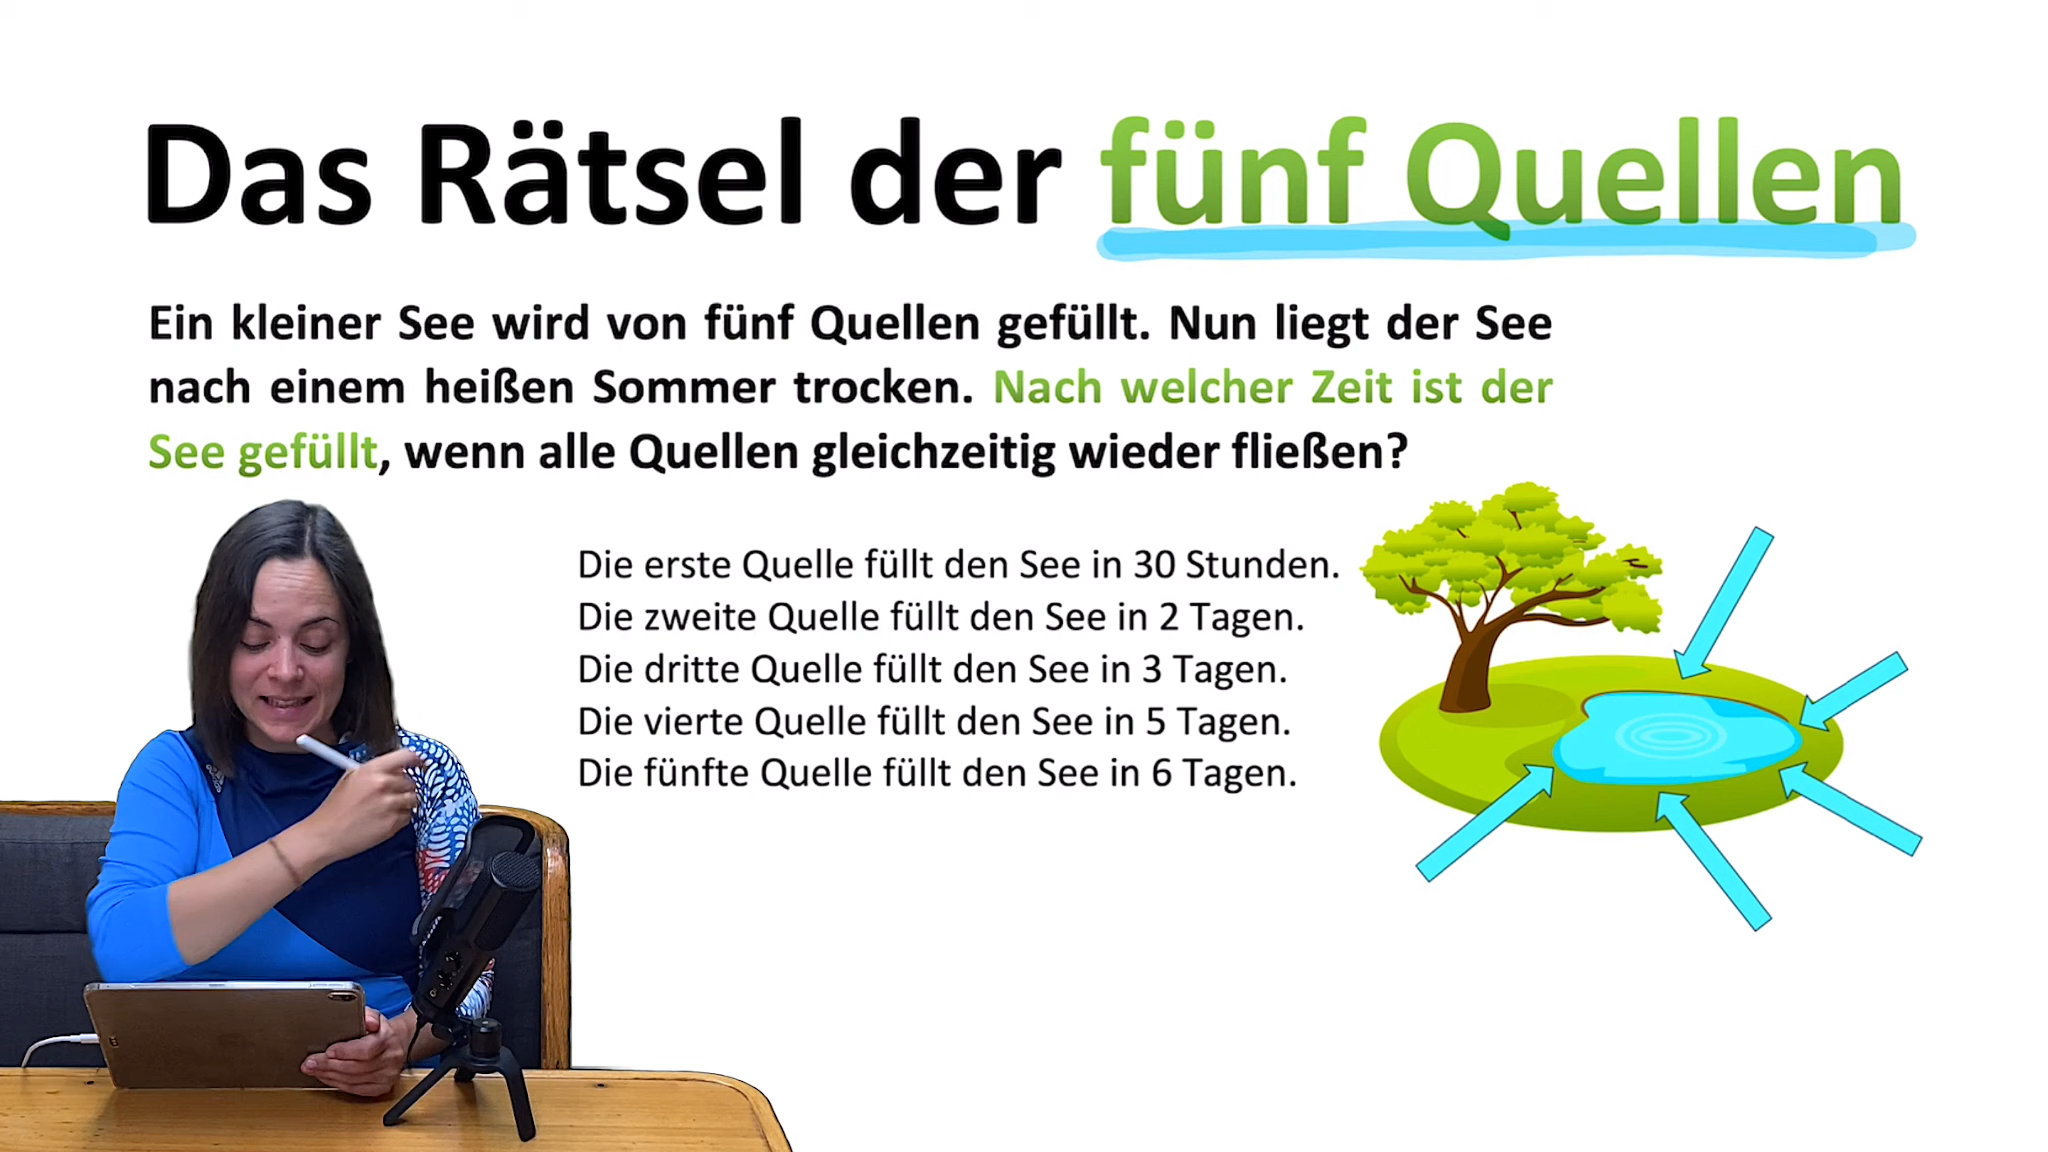 Das Rätsel der fünf Quellen
Ein kleiner See wird von fünf Quellen gefüllt. Nun liegt der See
nach einem heißen Sommer trocken. Nach welcher Zeit ist der
See gefüllt, wenn alle Quellen gleichzeitig wieder fließen?
Die erste Quelle füllt den See in 30 Stunden.
Die zweite Quelle füllt den See in 2 Tagen.
Die dritte Quelle füllt den See in 3 Tagen.
Die vierte Quelle füllt den See in 5 Tagen.
Die fünfte Quelle füllt den See in 6 Tagen.